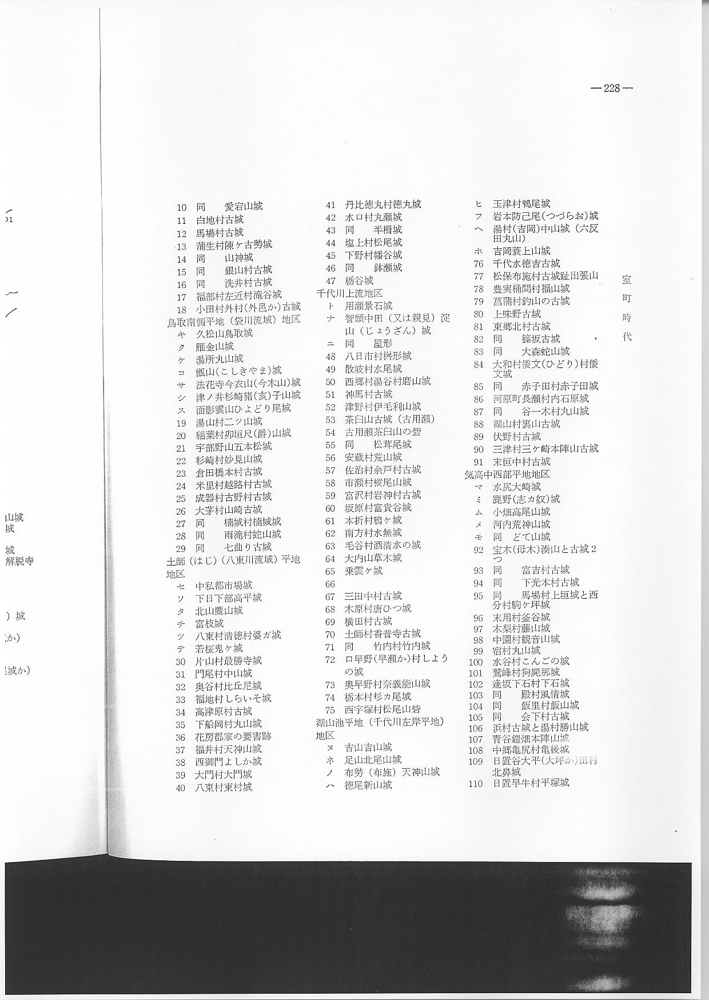 ―228―
室町時代
10 同　　愛宕山城
11 白地村古城
12 馬場村古城
13 蒲生村陳ケ古勢城
14 同　　山神城
15 同　　銀山村古城
16 同　　洗井村古城
17 福部村左近村滝谷城
18 小田村外村(外邑か)古城
鳥取南側平地（袋川流域）地区
キ 久松山鳥取城
ク 雁金山城
ケ 湯所丸山城
コ 甑山(こしきやま)城
サ 法花寺今衣山(今木山)城
シ 津ノ井杉崎猪(亥)子山城
ス 面影雲山ひよどり尾城
19 湯山村二ツ山城
20 稲葉村卯垣尺(爵)山城
21 宇部野山五本松城
22 杉崎村妙見山城
23 倉田橋本村古城
24 米里村越路村古城
25 成器村古野村古城
26 大茅村山崎古城
27 同　　楠城村楠城城
28 同　　雨滝村蛇山城
29 同　　七曲り古城
土師（はじ）（八東川流域）平地
地区
セ 中私都市場城
ソ 下日下部高平城
タ 北山鷹山城
チ 富枝城
ツ 八東村清徳村婆ガ城
テ 若桜鬼ケ城
30 片山村最勝寺城
31 門尾村中山城
32 奥谷村比丘尼城
33 福地村しらいそ城
34 高津原村古城
35 下船岡村丸山城
36 花房郡家の要害跡
37 福井村天神山城
38 西御門よしか城
39 大門村大門城
40 八東村東村城
41 丹比徳丸村徳丸城
42 水口村丸瀬城
43 同　　半柵城
44 塩上村松尾城
45 下野村幡谷城
46 同　　鉢瀬城
47 栃谷城
千代川上流地区
ト 用瀬景石城
ナ 智頭中田（又は親見）淀
山（じょうざん）城
ニ 同　　屋形
48 八日市村桝形城
49 散岐村水尾城
50 西郷村湯谷村磨山城
51 神馬村古城
52 津野村伊毛利山城
53 茶臼山古城（古用瀬）
54 古用瀬茶臼山の砦
55 同　　松茸尾城
56 安蔵村荒山城
57 佐治村余戸村古城
58 市瀬村樅尾山城
59 富沢村岩神村古城
60 坂原村富貴谷城
61 本折村鴉ケ城
62 南方村水無城
63 毛谷村酒清水の城
64 大内山草木城
65 乗雲ケ城
66
67 三田中村古城
68 木原村唐ひつ城
69 横田村古城
70 土師村香普寺古城
71 同　　竹内村竹内城
72 口早野(早瀬か)村しよう
の城
73 奥早野村奈義能山城
74 栃本村杉カ尾城
75 西宇塚村松尾山砦
湖山池平地（千代川左岸平地）
地区
ヌ 吉山吉山城
ネ 足山北尾山城
ノ 布勢（布施）天神山城
ハ 徳尾新山城
ヒ 玉津村鴨尾城
フ 岩本防己尾(つづらお)城
ヘ 湯村(吉岡)中山城（六反
田丸山）
ホ 吉岡蓑上山城
76 千代水徳吉古城
77 松保布施村古城趾出張山
78 豊実桶間村福山城
79 菖蒲村釣山の古城
80 上味野古城
81 東郷北村古城
82 同　　篠坂古城
83 同　　大森蛇山城
84 大和村倭文(ひどり)村倭
文城
85 同　　赤子田村赤子田城
86 河原町長瀬村内石原城
87 同　　谷一木村丸山城
88 湖山村裏山古城
89 伏野村古城
90 三津村三ケ崎本陣山古城
91 末恒中村古城
気高中西部平地地区
マ 水尻大崎城
ミ 鹿野(志カ奴)城
ム 小畑高尾山城
メ 河内荒神山城
モ 同　どて山城
92 宝木(母木)湊山と古城２
つ
93 同　　富吉村古城
94 同　　下光本村古城
95 同　　馬場村上垣城と西
分村駒ケ坪城
96 末用村釜谷城
97 木梨村藤山城
98 中園村観音山城
99 宿村丸山城
100 水谷村こんごの城
101 鷲峰村狗屍那城
102 逢坂下石村下石城
103 同　　殿村風情城
104 同　　飯里村飯山城
105 同　　会下村古城
106 浜村古城と湯村勝山城
107 青谷鎧畑本陣山城
108 中郷亀尻村亀後城
109 日置谷大平(大坪か)田村
北鼻城
110 日置早牛村平塚城
山城
城
城
解脱寺
）城
か）
城か）